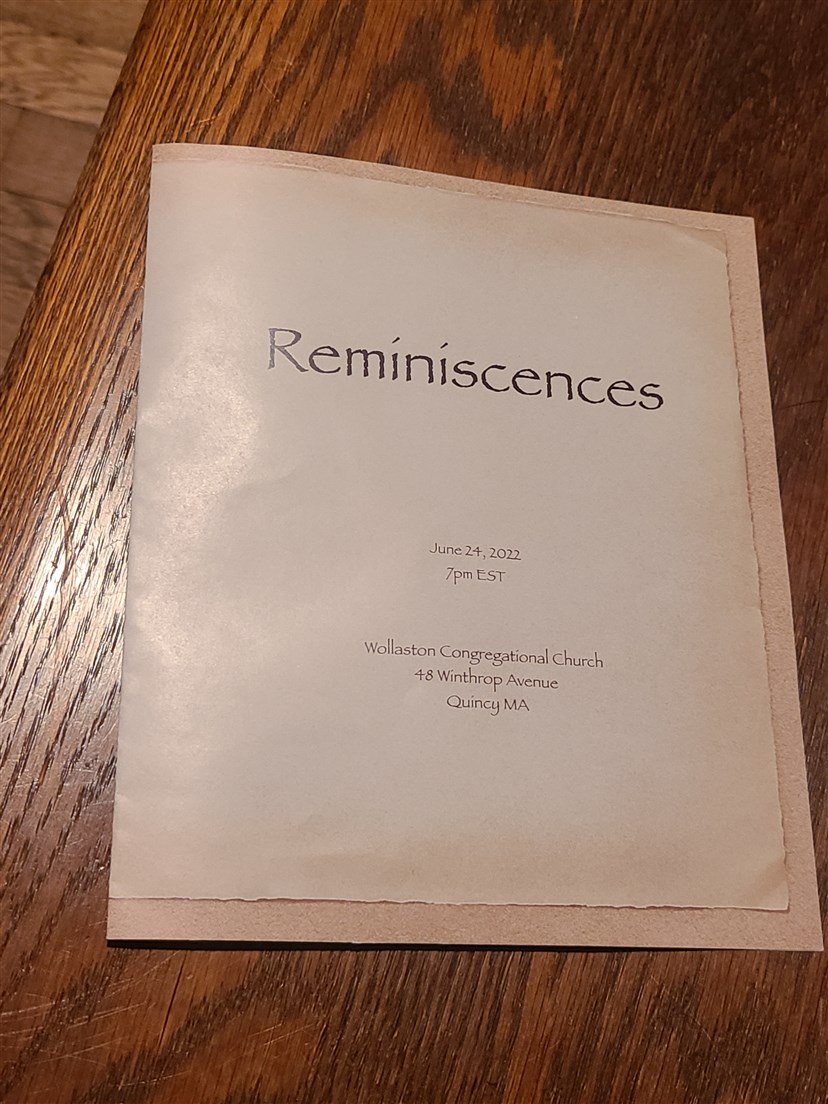 Reminiscences
June 24, 2022
7pm EST
Wollaston Congregational Church
48 Winthrop Avenue
Quincy MA